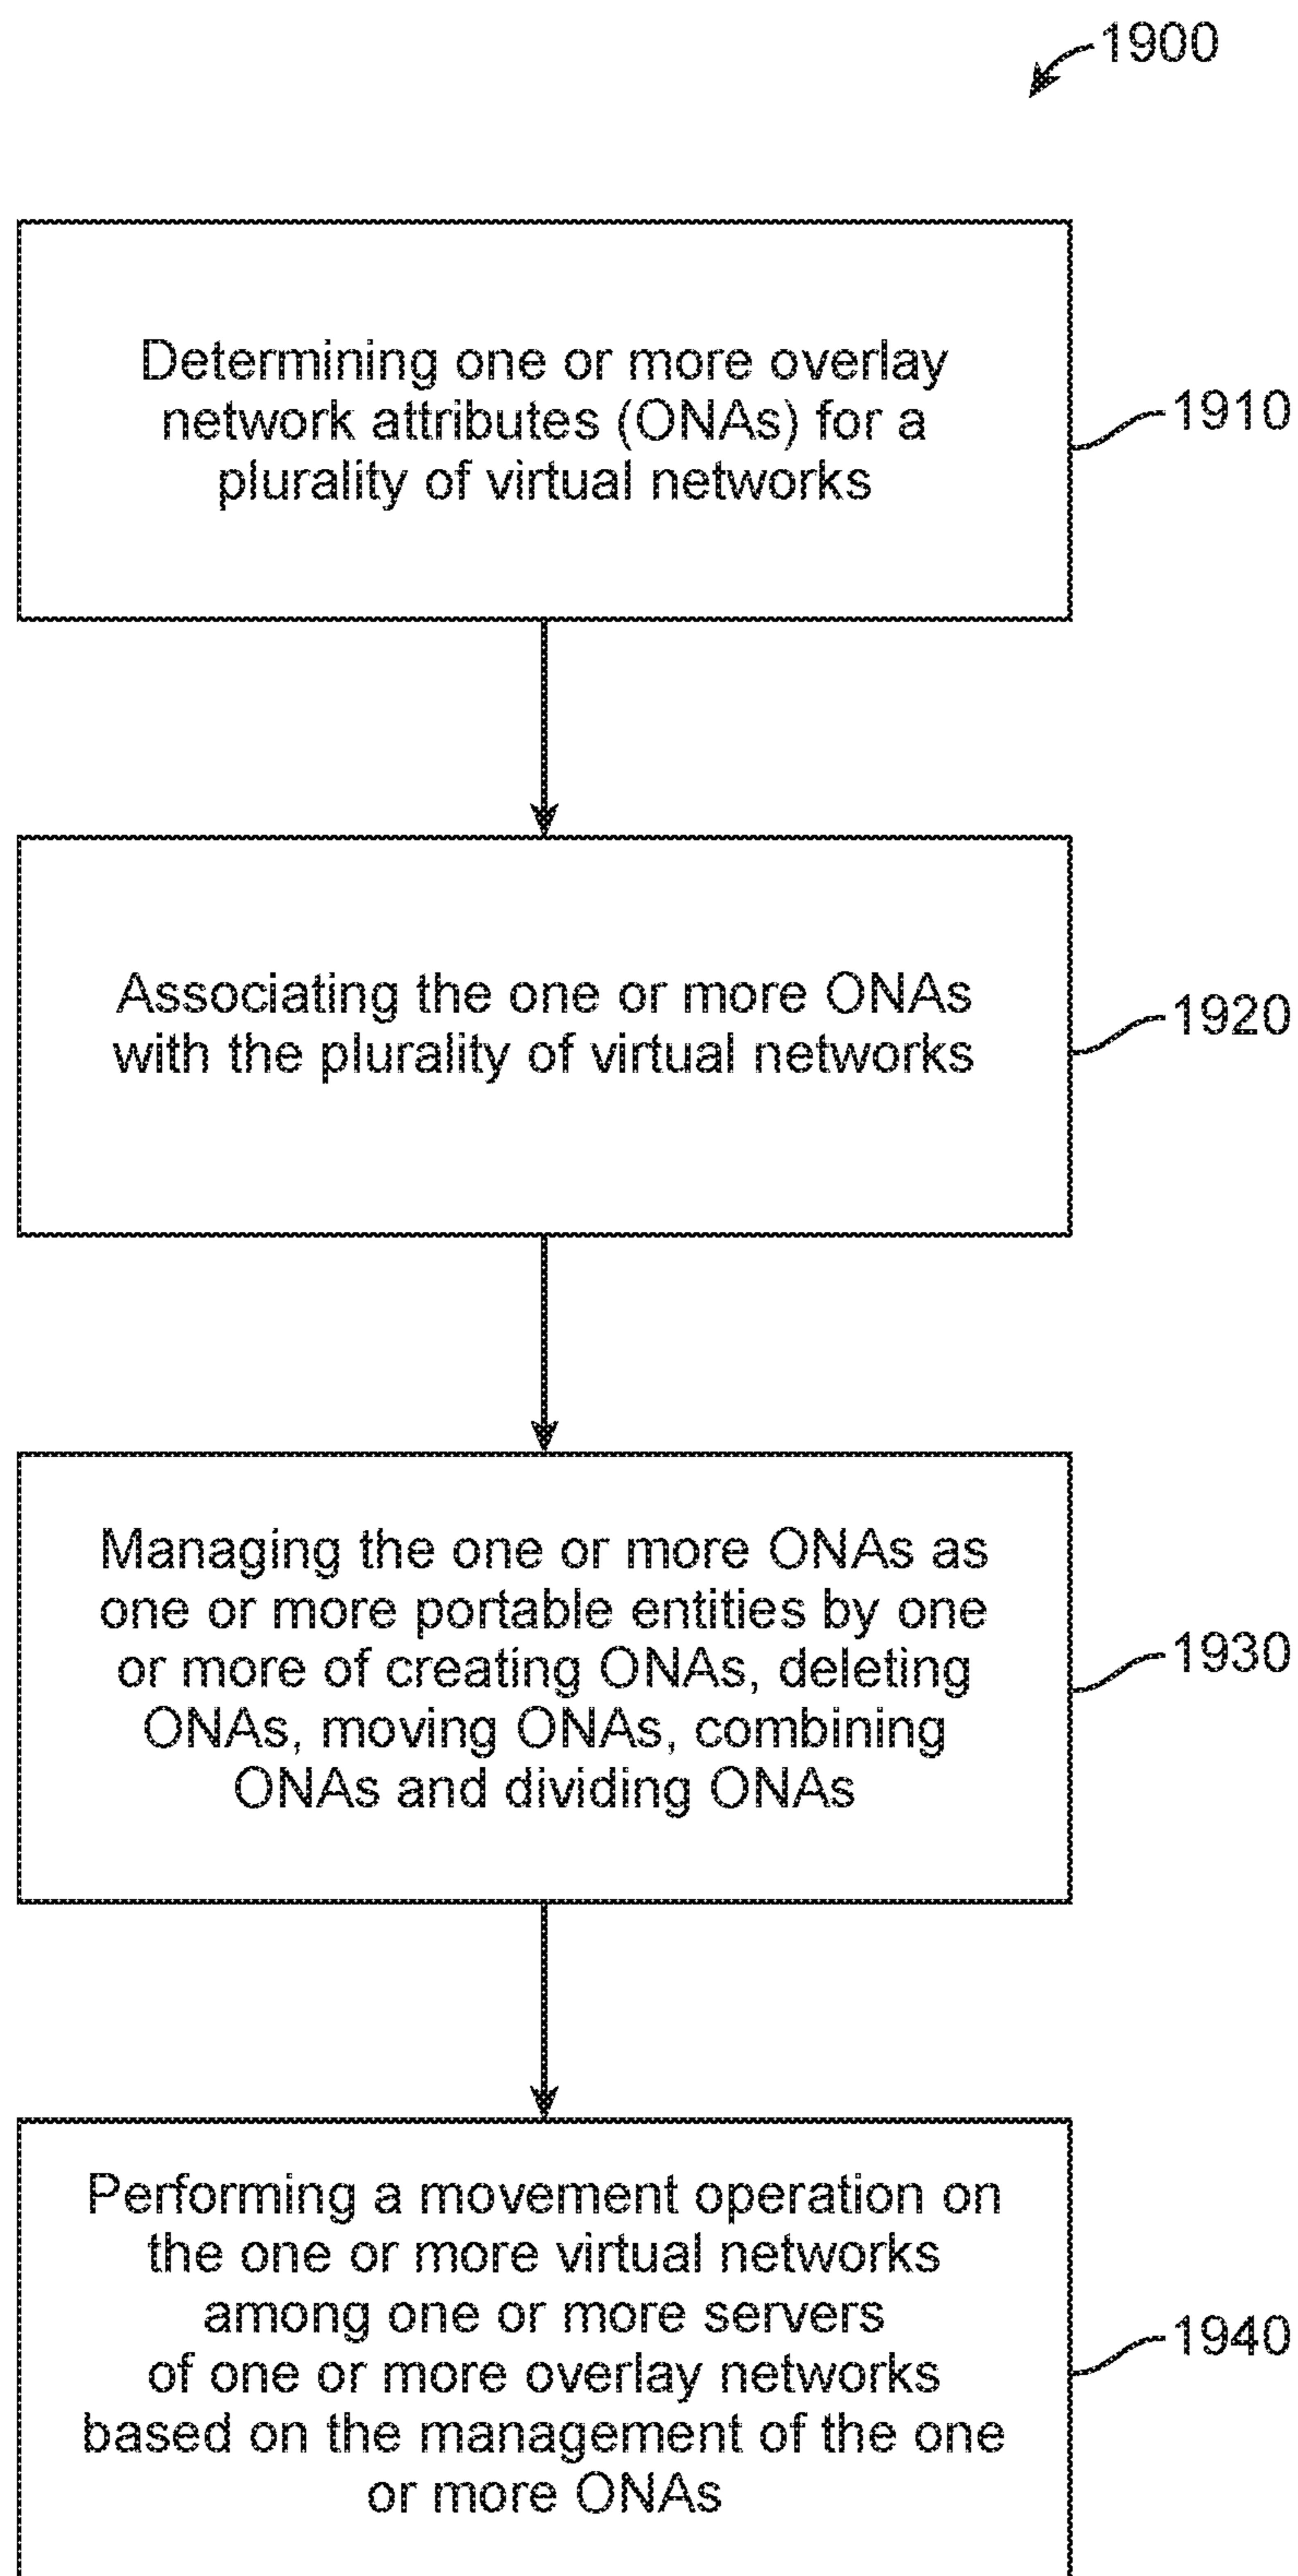 1900
Determining one or more overlay
network attributes (ONAs) for a
plurality of virtual networks
1910
Associating the one or more ONAs
with the plurality of virtual networks
1920
Managing the one or more ONAs as
one or more portable entities by one
or more of creating ONAs, deleting
ONAs, moving ONAs, combining
ONAs and dividing ONAs
1930
Performing a movement operation on
the one or more virtual networks
among one or more servers
of one or more overlay networks
based on the management of the one
or more ONAs
1940